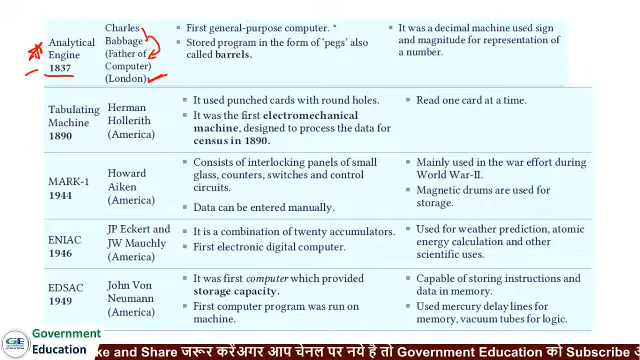 Analytical
Engine
1837
Charles
Babbage
(Father of
Computer)
(London)
▪ First general-purpose computer.
▪ Stored program in the form of ‘pegs’ also
called barrels.
▪ It was a decimal machine used sign
and magnitude for representation of
a number.
Tabulating
Machine
1890
Herman
Hollerith
(America)
▪ It used punched cards with round holes.
▪ It was the first electromechanical
machine, designed to process the data for
census in 1890.
▪ Read one card at a time.
MARK-1
1944
Howard
Aiken
(America)
▪ Consists of interlocking panels of small
glass, counters, switches and control
circuits.
▪ Data can be entered manually.
▪ Mainly used in the war effort during
World War-II.
▪ Magnetic drums are used for
storage.
ENIAC
1946
JP Eckert and
JW Mauchly
(America)
▪ It is a combination of twenty accumulators.
▪ First electronic digital computer.
▪ Used for weather prediction, atomic
energy calculation and other
scientific uses.
EDSAC
1949
John Von
Neumann
(America)
▪ It was first computer which provided
storage capacity.
▪ First computer program was run on
machine.
▪ Capable of storing instructions and
data in memory.
▪ Used mercury delay lines for
memory, vacuum tubes for logic.
GE
Government
Education
ke and Share जरूर करें अगर आप चेनल पर नये है तो Government Education को Subscribe